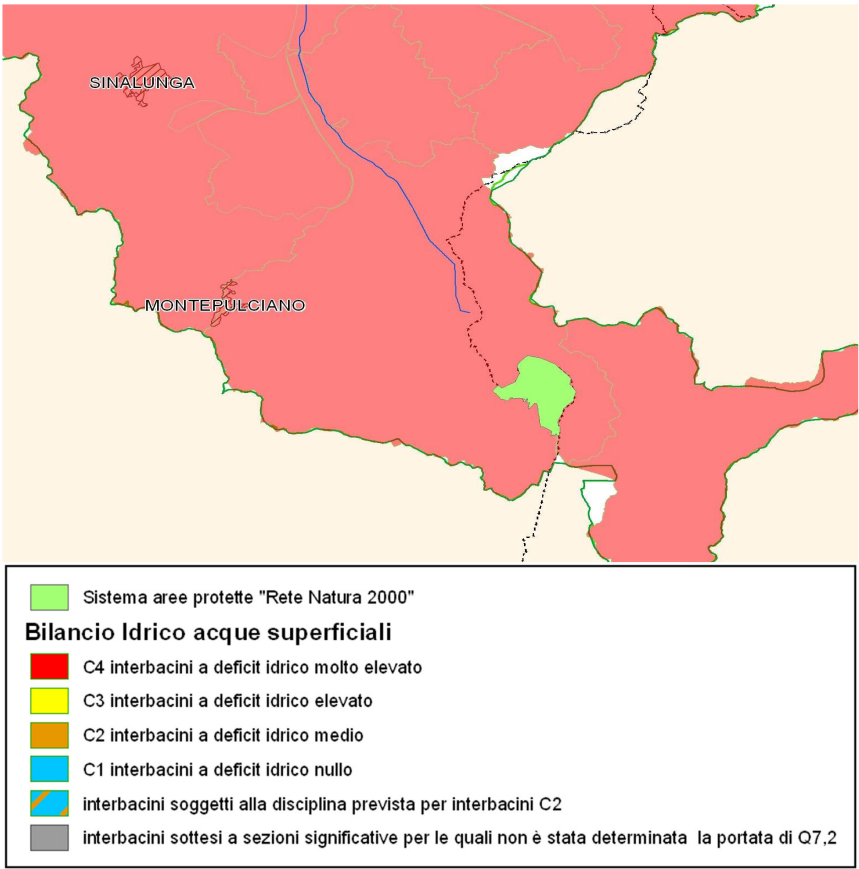 SINALUNGA
MONTEPULCIANO
Sistema aree protette "Rete Natura 2000"
Bilancio Idrico acque superficiali
C4 interbacini a deficit idrico molto elevato
C3 interbacini a deficit idrico elevato
C2 interbacini a deficit idrico medio
C1 interbacini a deficit idrico nullo
interbacini soggetti alla disciplina prevista per interbacini C2
interbacini sottesi a sezioni significative per le quali non è stata determinata la portata di Q7,2